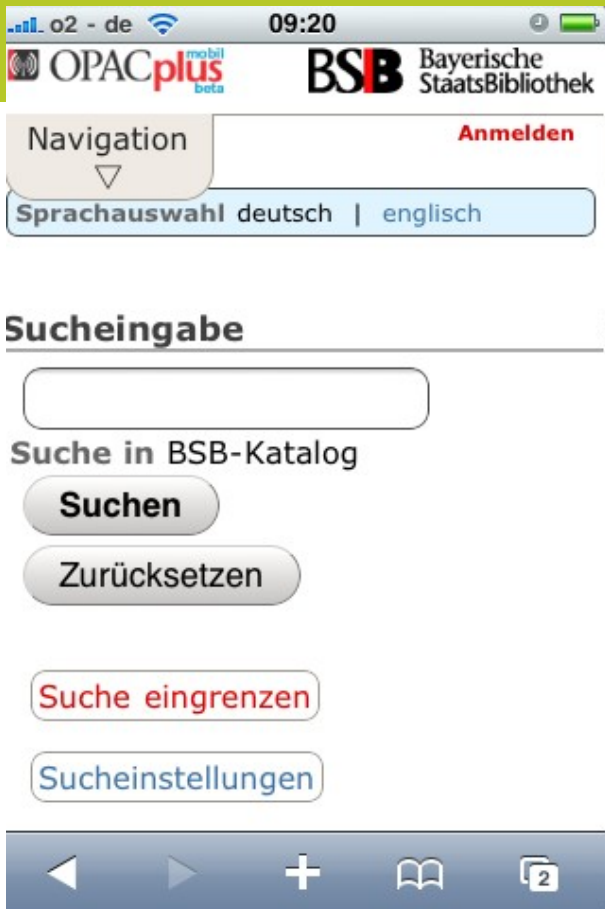 o2 - de 09:20
OPACplus mobil beta
BSB Bayerische StaatsBibliothek
Navigation
Anmelden
Sprachauswahl deutsch | englisch
Sucheingabe
Suche in BSB-Katalog
Suchen
Zurücksetzen
Suche eingrenzen
Sucheinstellungen
2